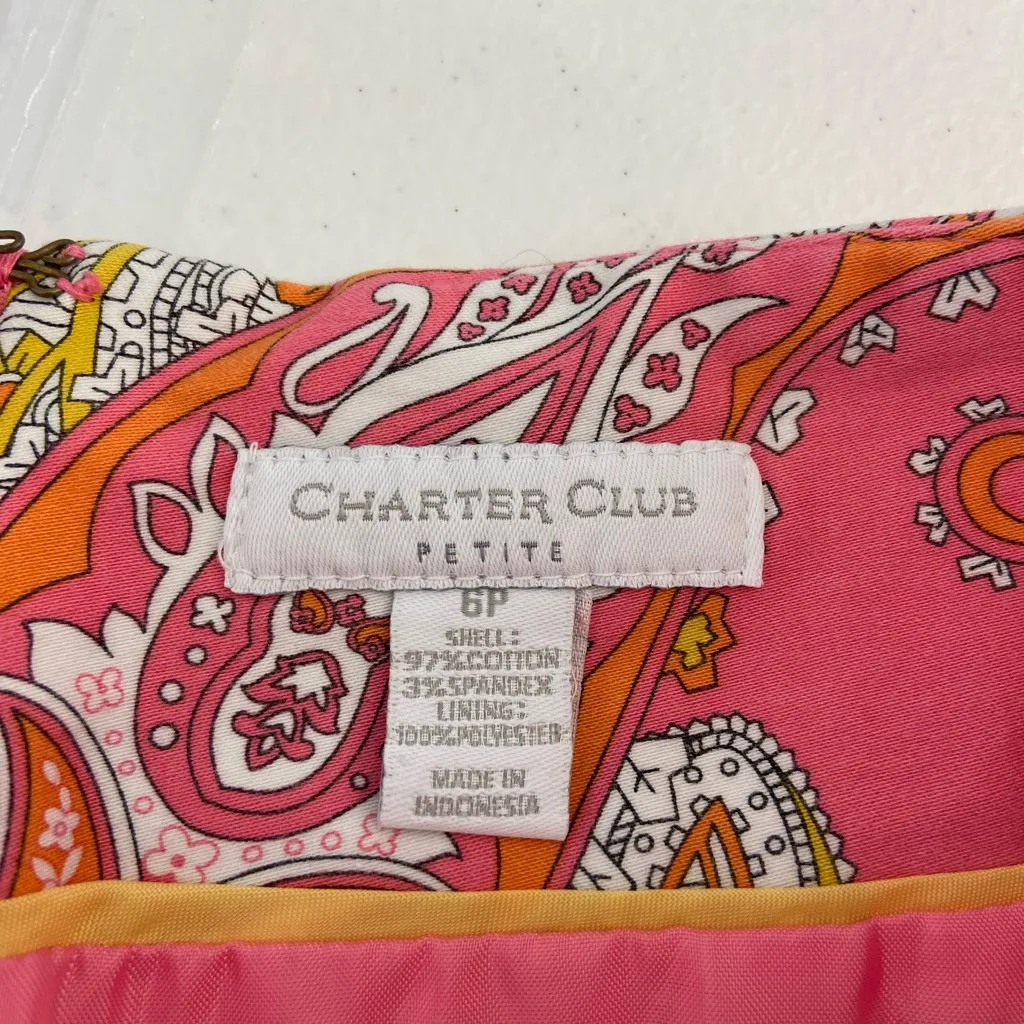 CHARTER CLUB
PETITE
6P
SHELL:
97%COTTON
3%SPANDEX
LINING:
100%POLYESTER
MADE IN
INDONESIA